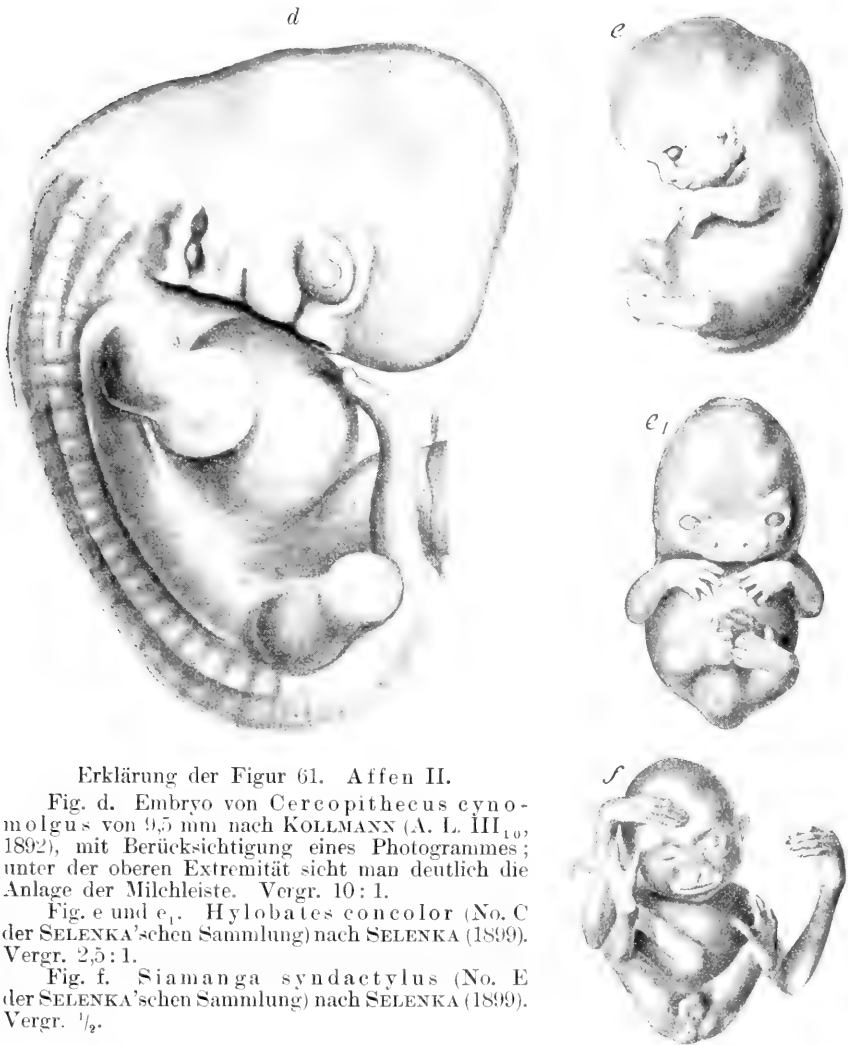 d
e
e₁
f
Erklärung der Figur 61. Affen II.
Fig. d. Embryo von Cercopithecus cyno-
molgus von 9,5 mm nach KOLLMANN (A. L. III₁₀,
1892), mit Berücksichtigung eines Photogrammes;
unter der oberen Extremität sieht man deutlich die
Anlage der Milchleiste. Vergr. 10:1.
Fig. e und e₁. Hylobates concolor (No. C
der SELENKA'schen Sammlung) nach SELENKA (1899).
Vergr. 2,5:1.
Fig. f. Siamanga syndactylus (No. E
der SELENKA'schen Sammlung) nach SELENKA (1899).
Vergr. ¹/₂.